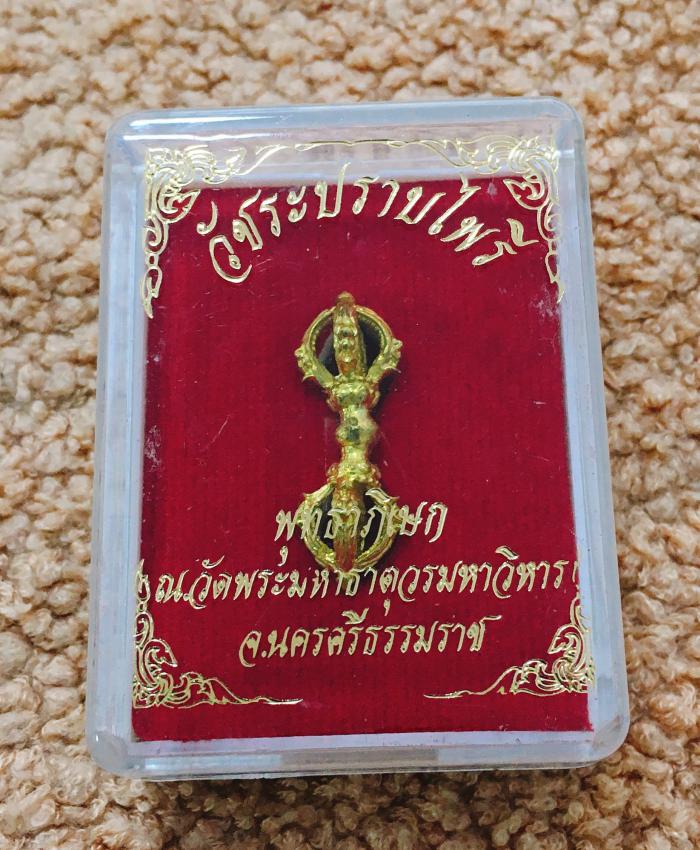 วัชระปราบไพรี
พุทธาภิเษก
ณ.วัดพระมหาธาตุวรมหาวิหาร
จ.นครศรีธรรมราช